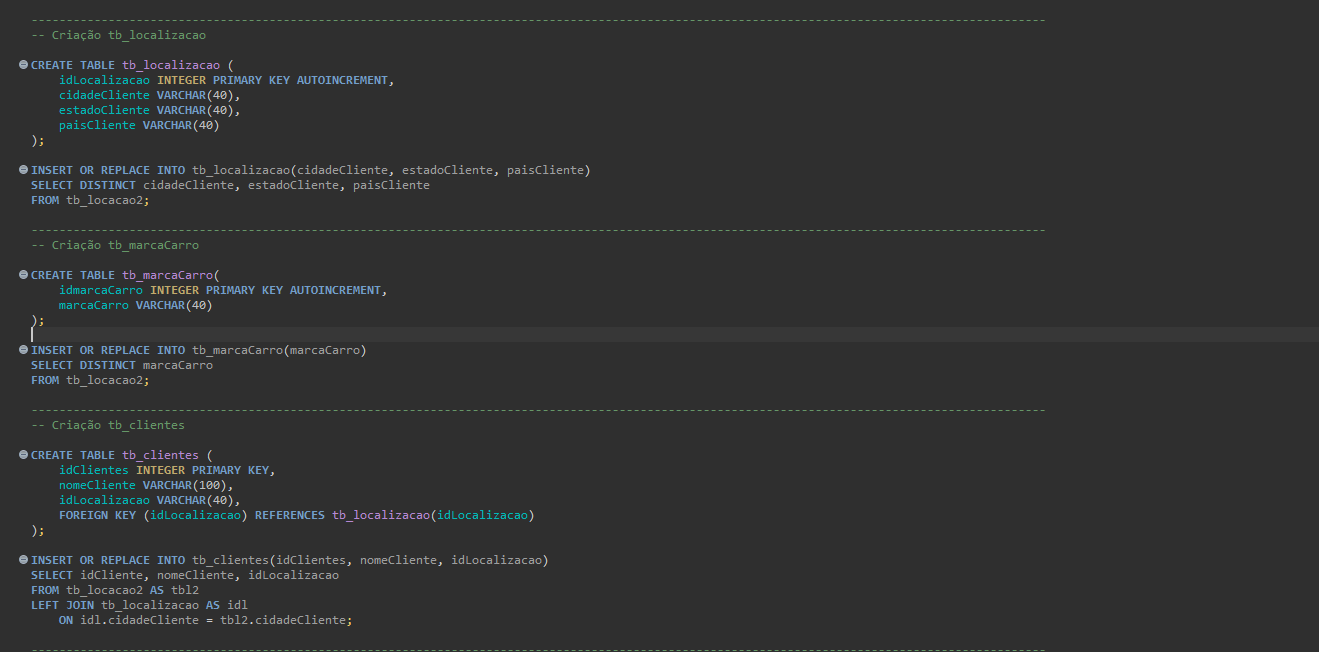 -------------------------------------------------------------------------------------------------------------------------------------------------
-- Criação tb_localizacao
CREATE TABLE tb_localizacao (
    idLocalizacao INTEGER PRIMARY KEY AUTOINCREMENT,
    cidadeCliente VARCHAR(40),
    estadoCliente VARCHAR(40),
    paisCliente VARCHAR(40)
);
INSERT OR REPLACE INTO tb_localizacao(cidadeCliente, estadoCliente, paisCliente)
SELECT DISTINCT cidadeCliente, estadoCliente, paisCliente
FROM tb_locacao2;
-------------------------------------------------------------------------------------------------------------------------------------------------
-- Criação tb_marcaCarro
CREATE TABLE tb_marcaCarro(
    idmarcaCarro INTEGER PRIMARY KEY AUTOINCREMENT,
    marcaCarro VARCHAR(40)
);
INSERT OR REPLACE INTO tb_marcaCarro(marcaCarro)
SELECT DISTINCT marcaCarro
FROM tb_locacao2;
-------------------------------------------------------------------------------------------------------------------------------------------------
-- Criação tb_clientes
CREATE TABLE tb_clientes (
    idClientes INTEGER PRIMARY KEY,
    nomeCliente VARCHAR(100),
    idLocalizacao VARCHAR(40),
    FOREIGN KEY (idLocalizacao) REFERENCES tb_localizacao(idLocalizacao)
);
INSERT OR REPLACE INTO tb_clientes(idClientes, nomeCliente, idLocalizacao)
SELECT idCliente, nomeCliente, idLocalizacao
FROM tb_locacao2 AS tbl2
LEFT JOIN tb_localizacao AS idl
    ON idl.cidadeCliente = tbl2.cidadeCliente;
-------------------------------------------------------------------------------------------------------------------------------------------------